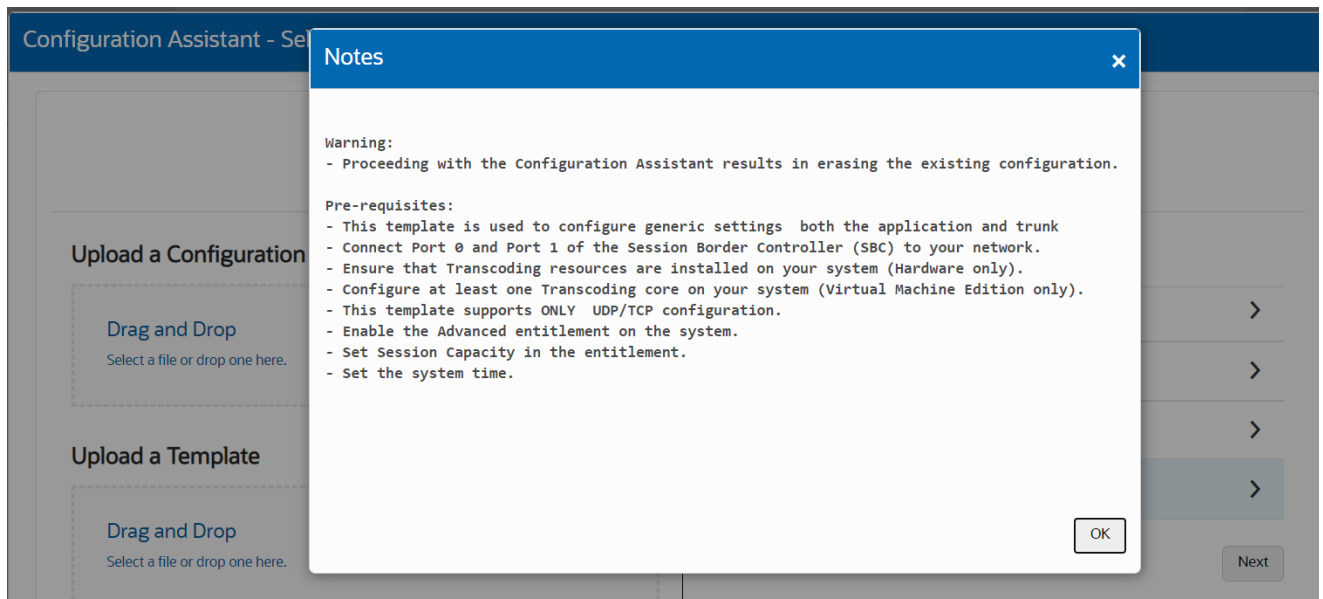 Configuration Assistant - Sel
Notes
×
Warning:
- Proceeding with the Configuration Assistant results in erasing the existing configuration.
Pre-requisites:
- This template is used to configure generic settings  both the application and trunk
- Connect Port 0 and Port 1 of the Session Border Controller (SBC) to your network.
- Ensure that Transcoding resources are installed on your system (Hardware only).
- Configure at least one Transcoding core on your system (Virtual Machine Edition only).
- This template supports ONLY  UDP/TCP configuration.
- Enable the Advanced entitlement on the system.
- Set Session Capacity in the entitlement.
- Set the system time.
OK
Upload a Configuration
Drag and Drop
Select a file or drop one here.
Upload a Template
Drag and Drop
Select a file or drop one here.
Next